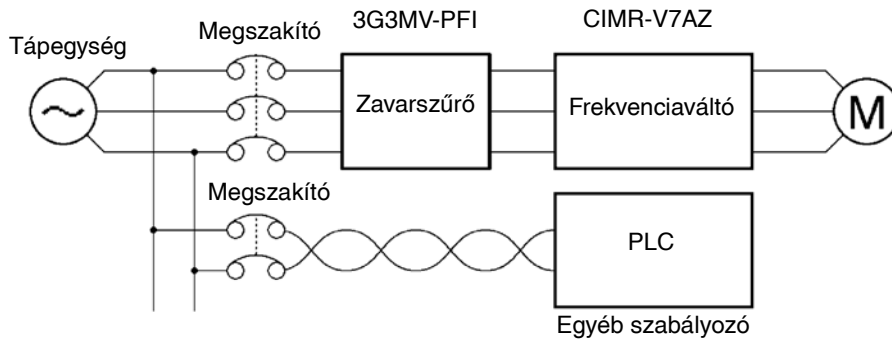 3G3MV-PFI
CIMR-V7AZ
Megszakító
Tápegység
Zavarszűrő
Frekvenciaváltó
M
Megszakító
PLC
Egyéb szabályozó